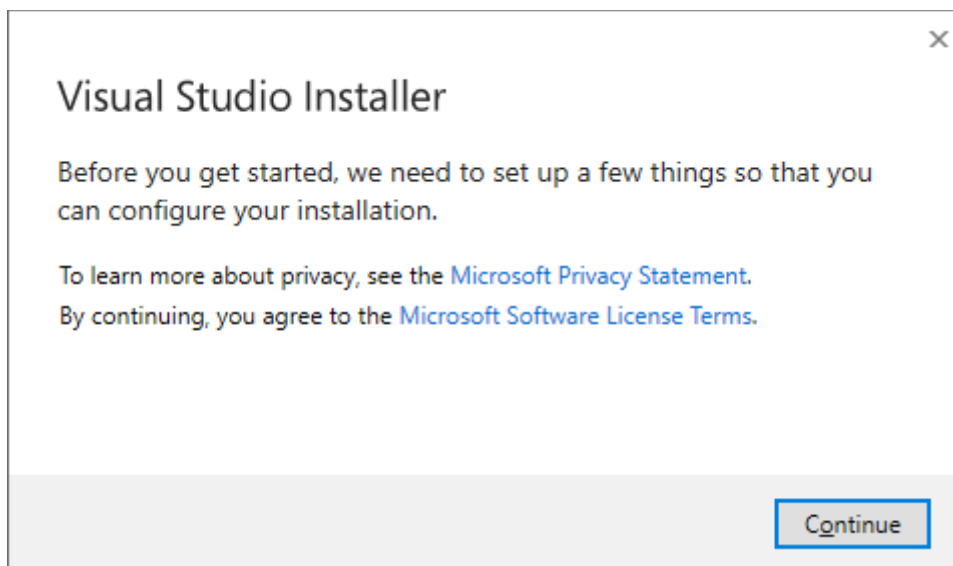 Visual Studio Installer
Before you get started, we need to set up a few things so that you
can configure your installation.
To learn more about privacy, see the Microsoft Privacy Statement.
By continuing, you agree to the Microsoft Software License Terms.
Continue